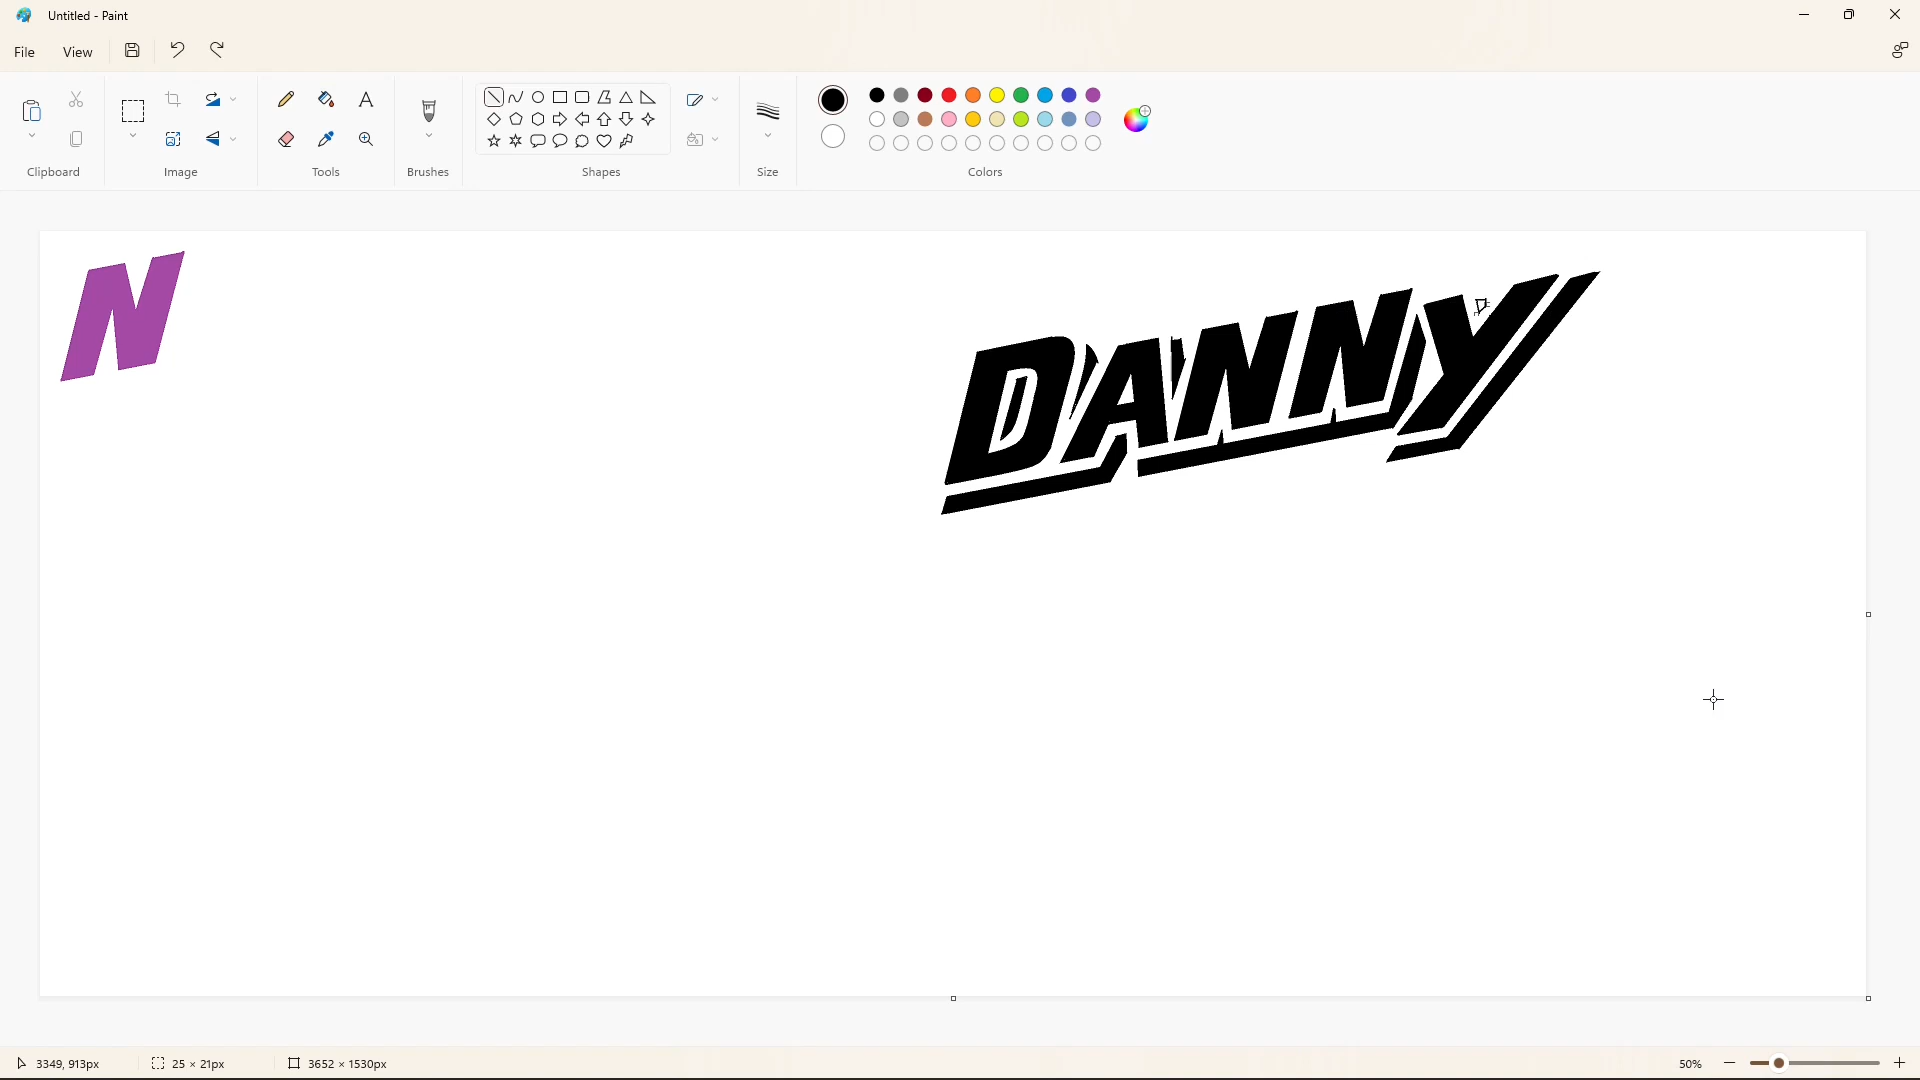 Untitled - Paint
File View
Clipboard Image Tools Brushes Shapes Size Colors
N
DANNY
3349, 913px 25 × 21px 3652 × 1530px 50%